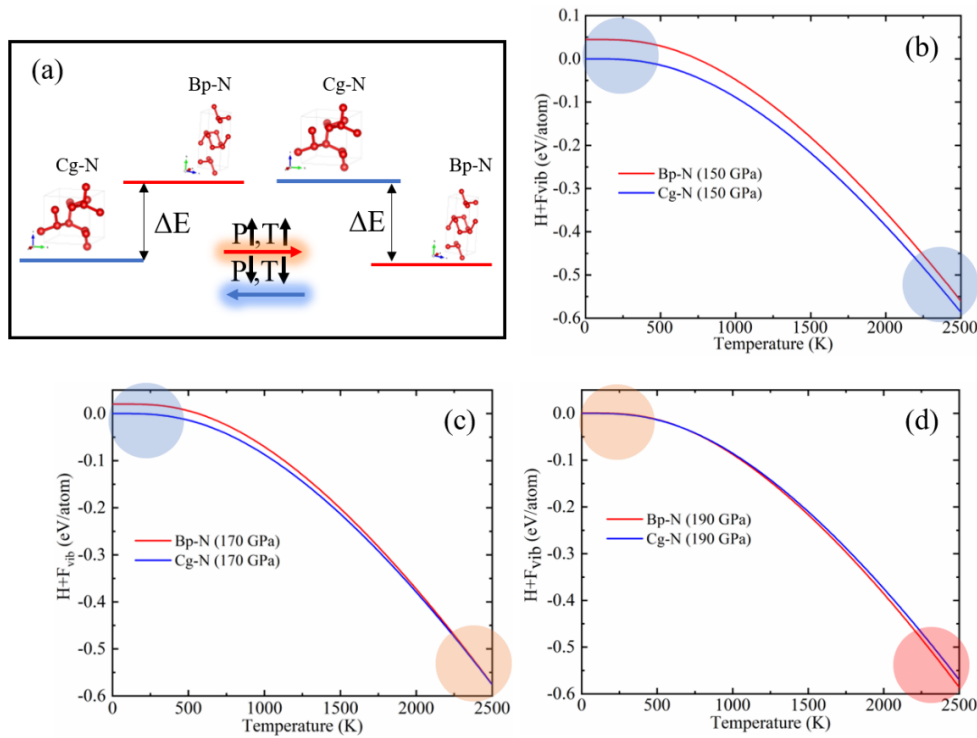 (a)
Cg-N
Bp-N
Cg-N
Bp-N
ΔE
ΔE
P↑,T↑
P↓,T↓
(b)
H+Fvib (eV/atom)
0.1
0.0
-0.1
-0.2
-0.3
-0.4
-0.5
-0.6
Bp-N (150 GPa)
Cg-N (150 GPa)
0 500 1000 1500 2000 2500
Temperature (K)
(c)
H+Fvib (eV/atom)
0.0
-0.1
-0.2
-0.3
-0.4
-0.5
-0.6
Bp-N (170 GPa)
Cg-N (170 GPa)
0 500 1000 1500 2000 2500
Temperature (K)
(d)
H+Fvib (eV/atom)
0.0
-0.1
-0.2
-0.3
-0.4
-0.5
-0.6
Bp-N (190 GPa)
Cg-N (190 GPa)
0 500 1000 1500 2000 2500
Temperature (K)